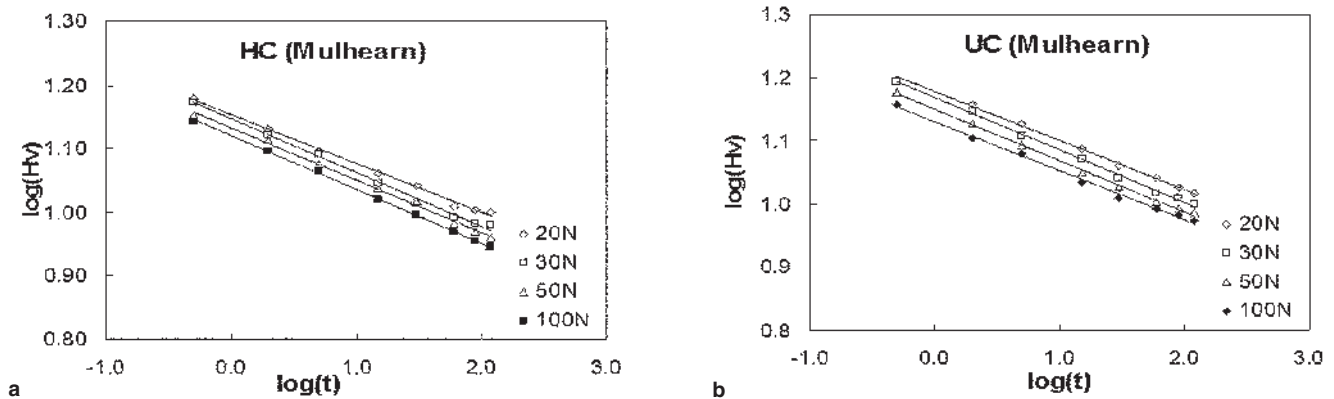 HC (Mulhearn)
log(Hv)
1.30
1.20
1.10
1.00
0.90
0.80
-1.0 0.0 1.0 2.0 3.0
log(t)
20N
30N
50N
100N
a
UC (Mulhearn)
log(Hv)
1.3
1.2
1.1
1.0
0.9
0.8
-1.0 0.0 1.0 2.0 3.0
log(t)
20N
30N
50N
100N
b